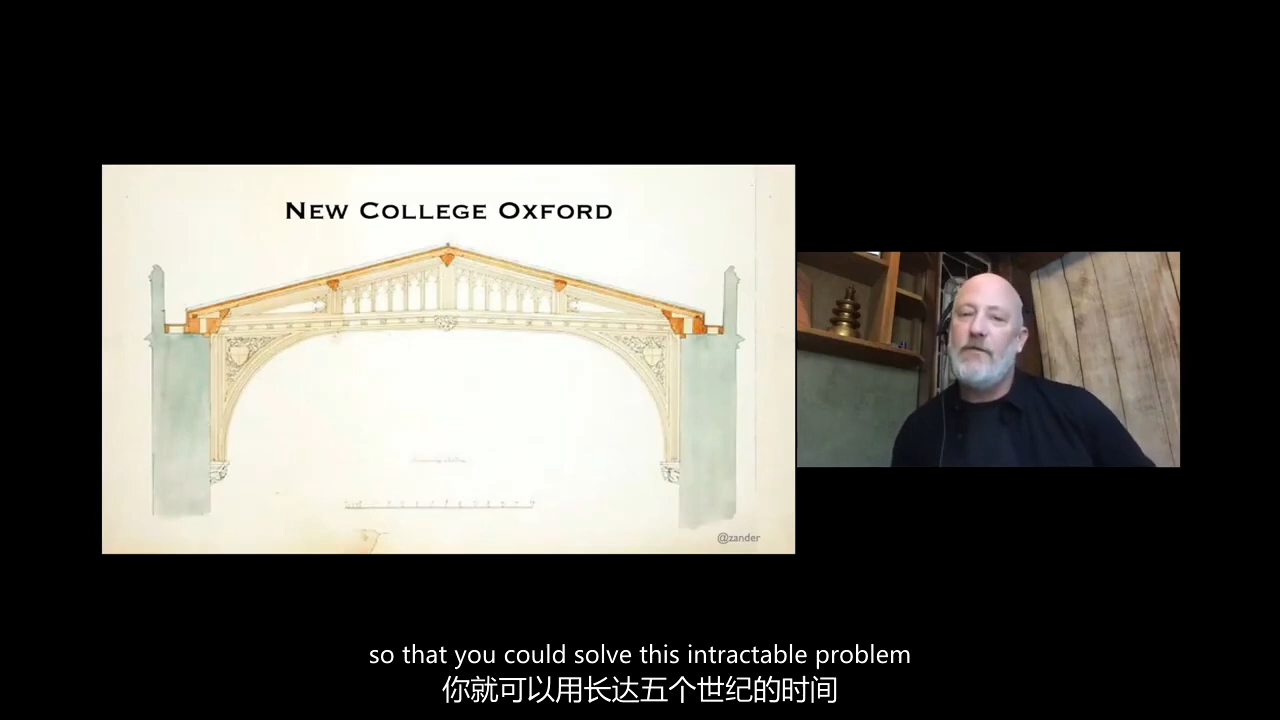 New College Oxford
@zander
so that you could solve this intractable problem
你就可以用长达五个世纪的时间